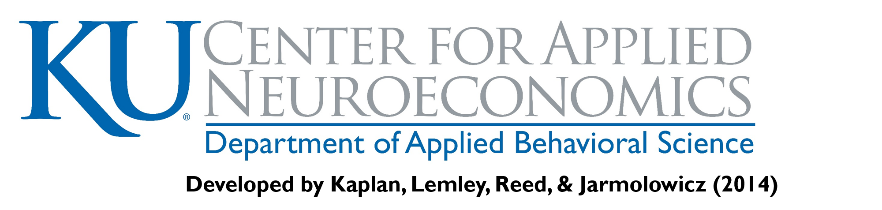 KU® CENTER FOR APPLIED
NEUROECONOMICS
Department of Applied Behavioral Science
Developed by Kaplan, Lemley, Reed, & Jarmolowicz (2014)